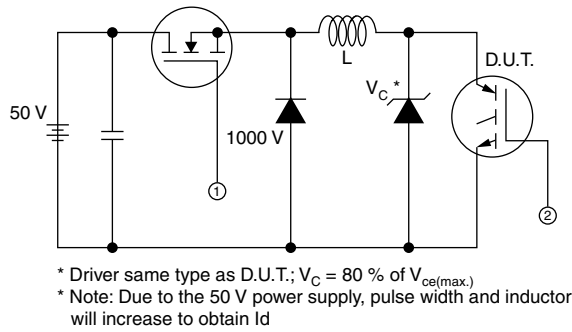 50 V
1000 V
L
V_C *
D.U.T.
1
2
* Driver same type as D.U.T.; V_C = 80 % of V_ce(max.)
* Note: Due to the 50 V power supply, pulse width and inductor
will increase to obtain Id